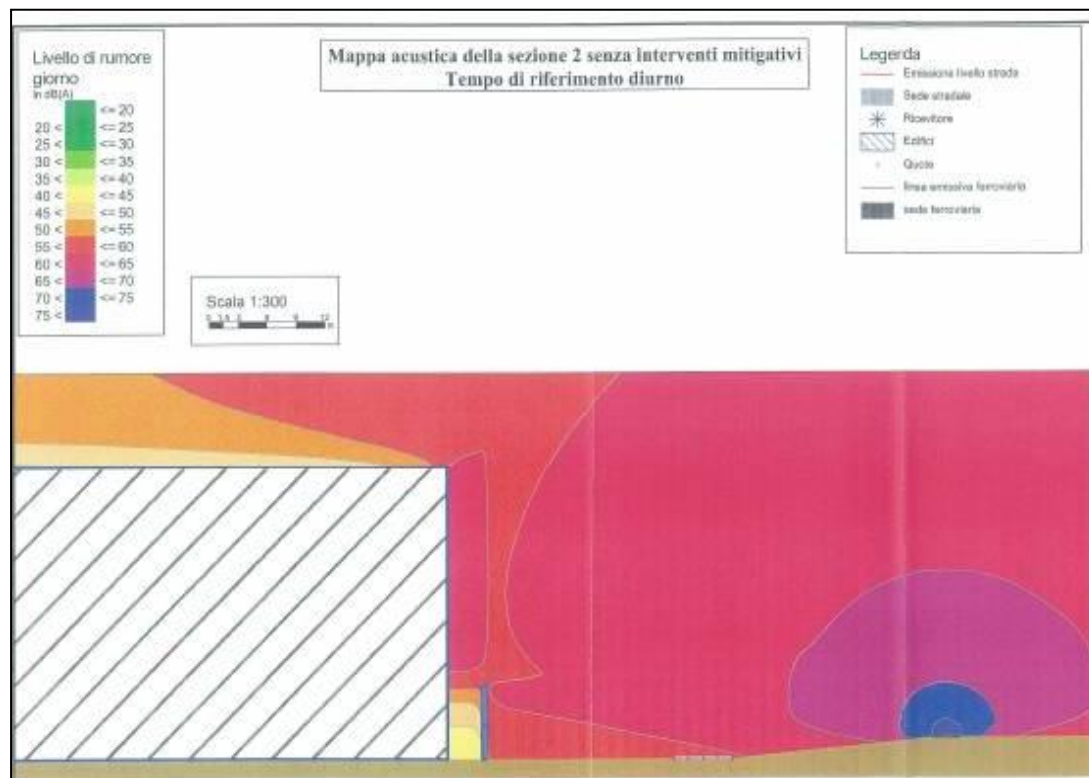 Livello di rumore
giorno
in dB(A)
<= 20
20 < <= 25
25 < <= 30
30 < <= 35
35 < <= 40
40 < <= 45
45 < <= 50
50 < <= 55
55 < <= 60
60 < <= 65
65 < <= 70
70 < <= 75
75 <
Mappa acustica della sezione 2 senza interventi mitigativi
Tempo di riferimento diurno
Legenda
Emissione livello strada
Sede stradale
Ricevitore
Edifici
Quote
linea emissiva ferroviaria
sede ferroviaria
Scala 1:300